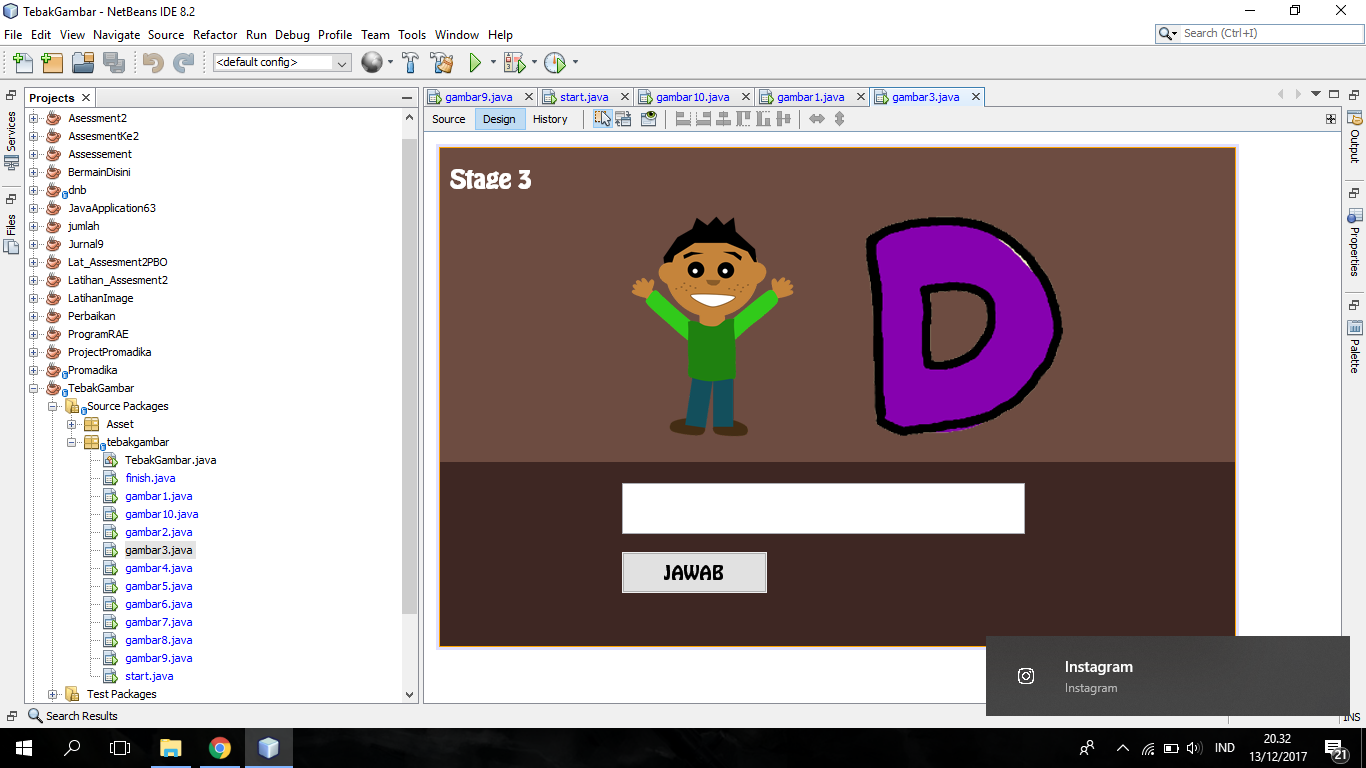 TebakGambar - NetBeans IDE 8.2
File Edit View Navigate Source Refactor Run Debug Profile Team Tools Window Help
Search (Ctrl+I)
<default config>
Projects
gambar9.java start.java gambar10.java gambar1.java gambar3.java
Source Design History
Services
Files
Asessment2
AssesmentKe2
Assessement
BermainDisini
dnb
JavaApplication63
jumlah
Jurnal9
Lat_Assesment2PBO
Latihan_Assesment2
LatihanImage
Perbaikan
ProgramRAE
ProjectPromadika
Promadika
TebakGambar
Source Packages
Asset
tebakgambar
TebakGambar.java
finish.java
gambar1.java
gambar10.java
gambar2.java
gambar3.java
gambar4.java
gambar5.java
gambar6.java
gambar7.java
gambar8.java
gambar9.java
start.java
Test Packages
Stage 3
D
JAWAB
Output
Properties
Palette
Instagram
Instagram
Search Results
INS
IND
20.32
13/12/2017
21